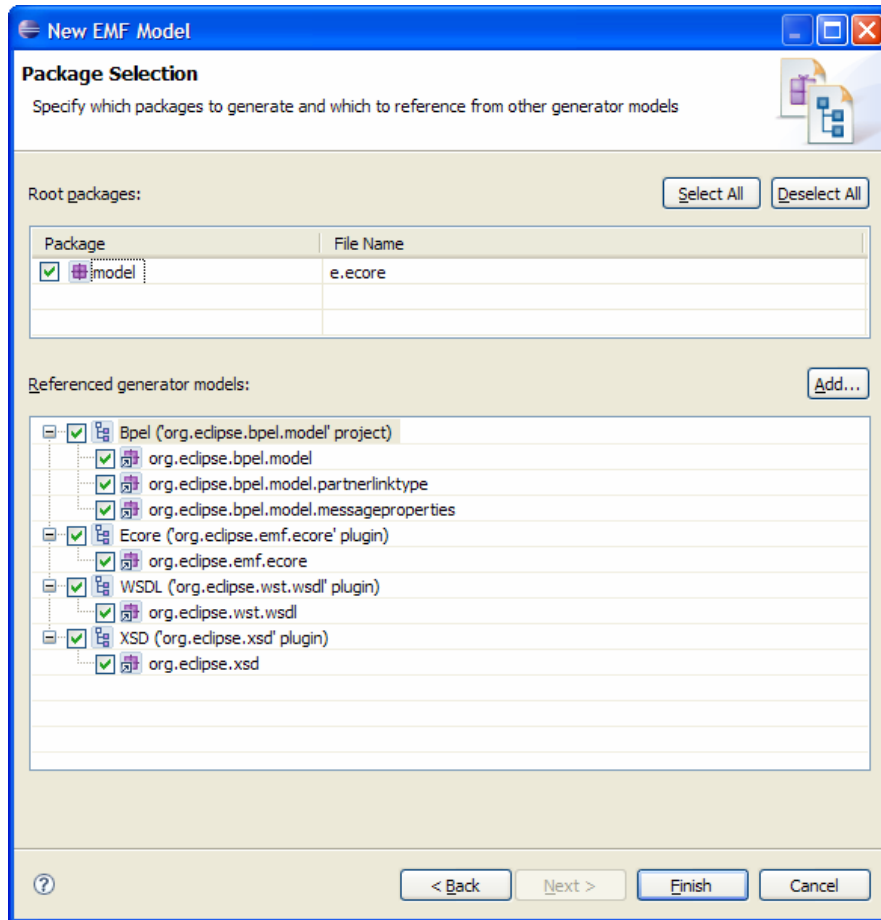 New EMF Model
Package Selection
Specify which packages to generate and which to reference from other generator models
Root packages:
Select All
Deselect All
Package
File Name
model
e.ecore
Referenced generator models:
Add...
Bpel ('org.eclipse.bpel.model' project)
org.eclipse.bpel.model
org.eclipse.bpel.model.partnerlinktype
org.eclipse.bpel.model.messageproperties
Ecore ('org.eclipse.emf.ecore' plugin)
org.eclipse.emf.ecore
WSDL ('org.eclipse.wst.wsdl' plugin)
org.eclipse.wst.wsdl
XSD ('org.eclipse.xsd' plugin)
org.eclipse.xsd
?
< Back
Next >
Finish
Cancel